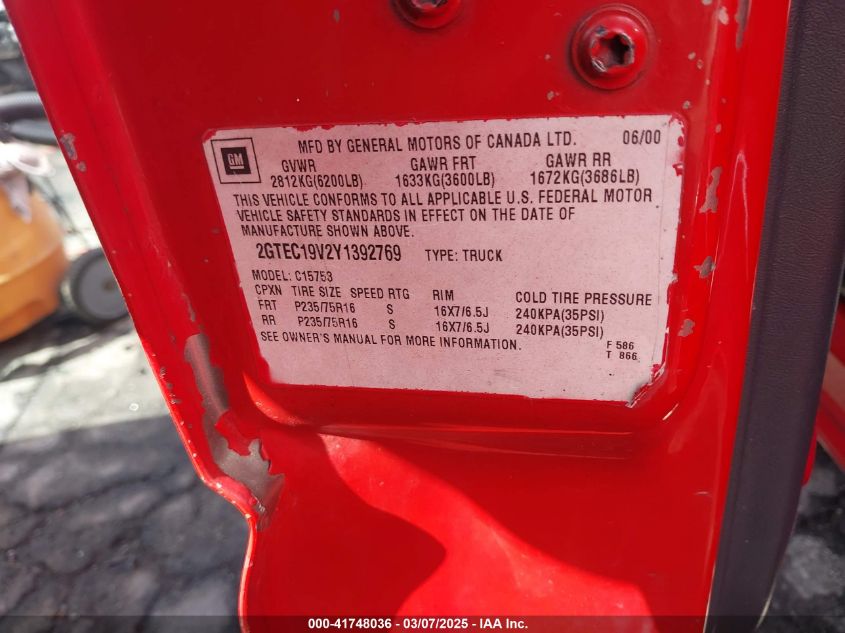 MFD BY GENERAL MOTORS OF CANADA LTD. 06/00
GM
GVWR GAWR FRT GAWR RR
2812KG(6200LB) 1633KG(3600LB) 1672KG(3686LB)
THIS VEHICLE CONFORMS TO ALL APPLICABLE U.S. FEDERAL MOTOR
VEHICLE SAFETY STANDARDS IN EFFECT ON THE DATE OF
MANUFACTURE SHOWN ABOVE.
2GTEC19V2Y1392769 TYPE: TRUCK
MODEL: C15753
CPXN TIRE SIZE SPEED RTG RIM COLD TIRE PRESSURE
FRT P235/75R16 S 16X7/6.5J 240KPA(35PSI)
RR P235/75R16 S 16X7/6.5J 240KPA(35PSI)
SEE OWNER'S MANUAL FOR MORE INFORMATION.
F 586
T 866
000-41748036 — 03/07/2025 — IAA Inc.